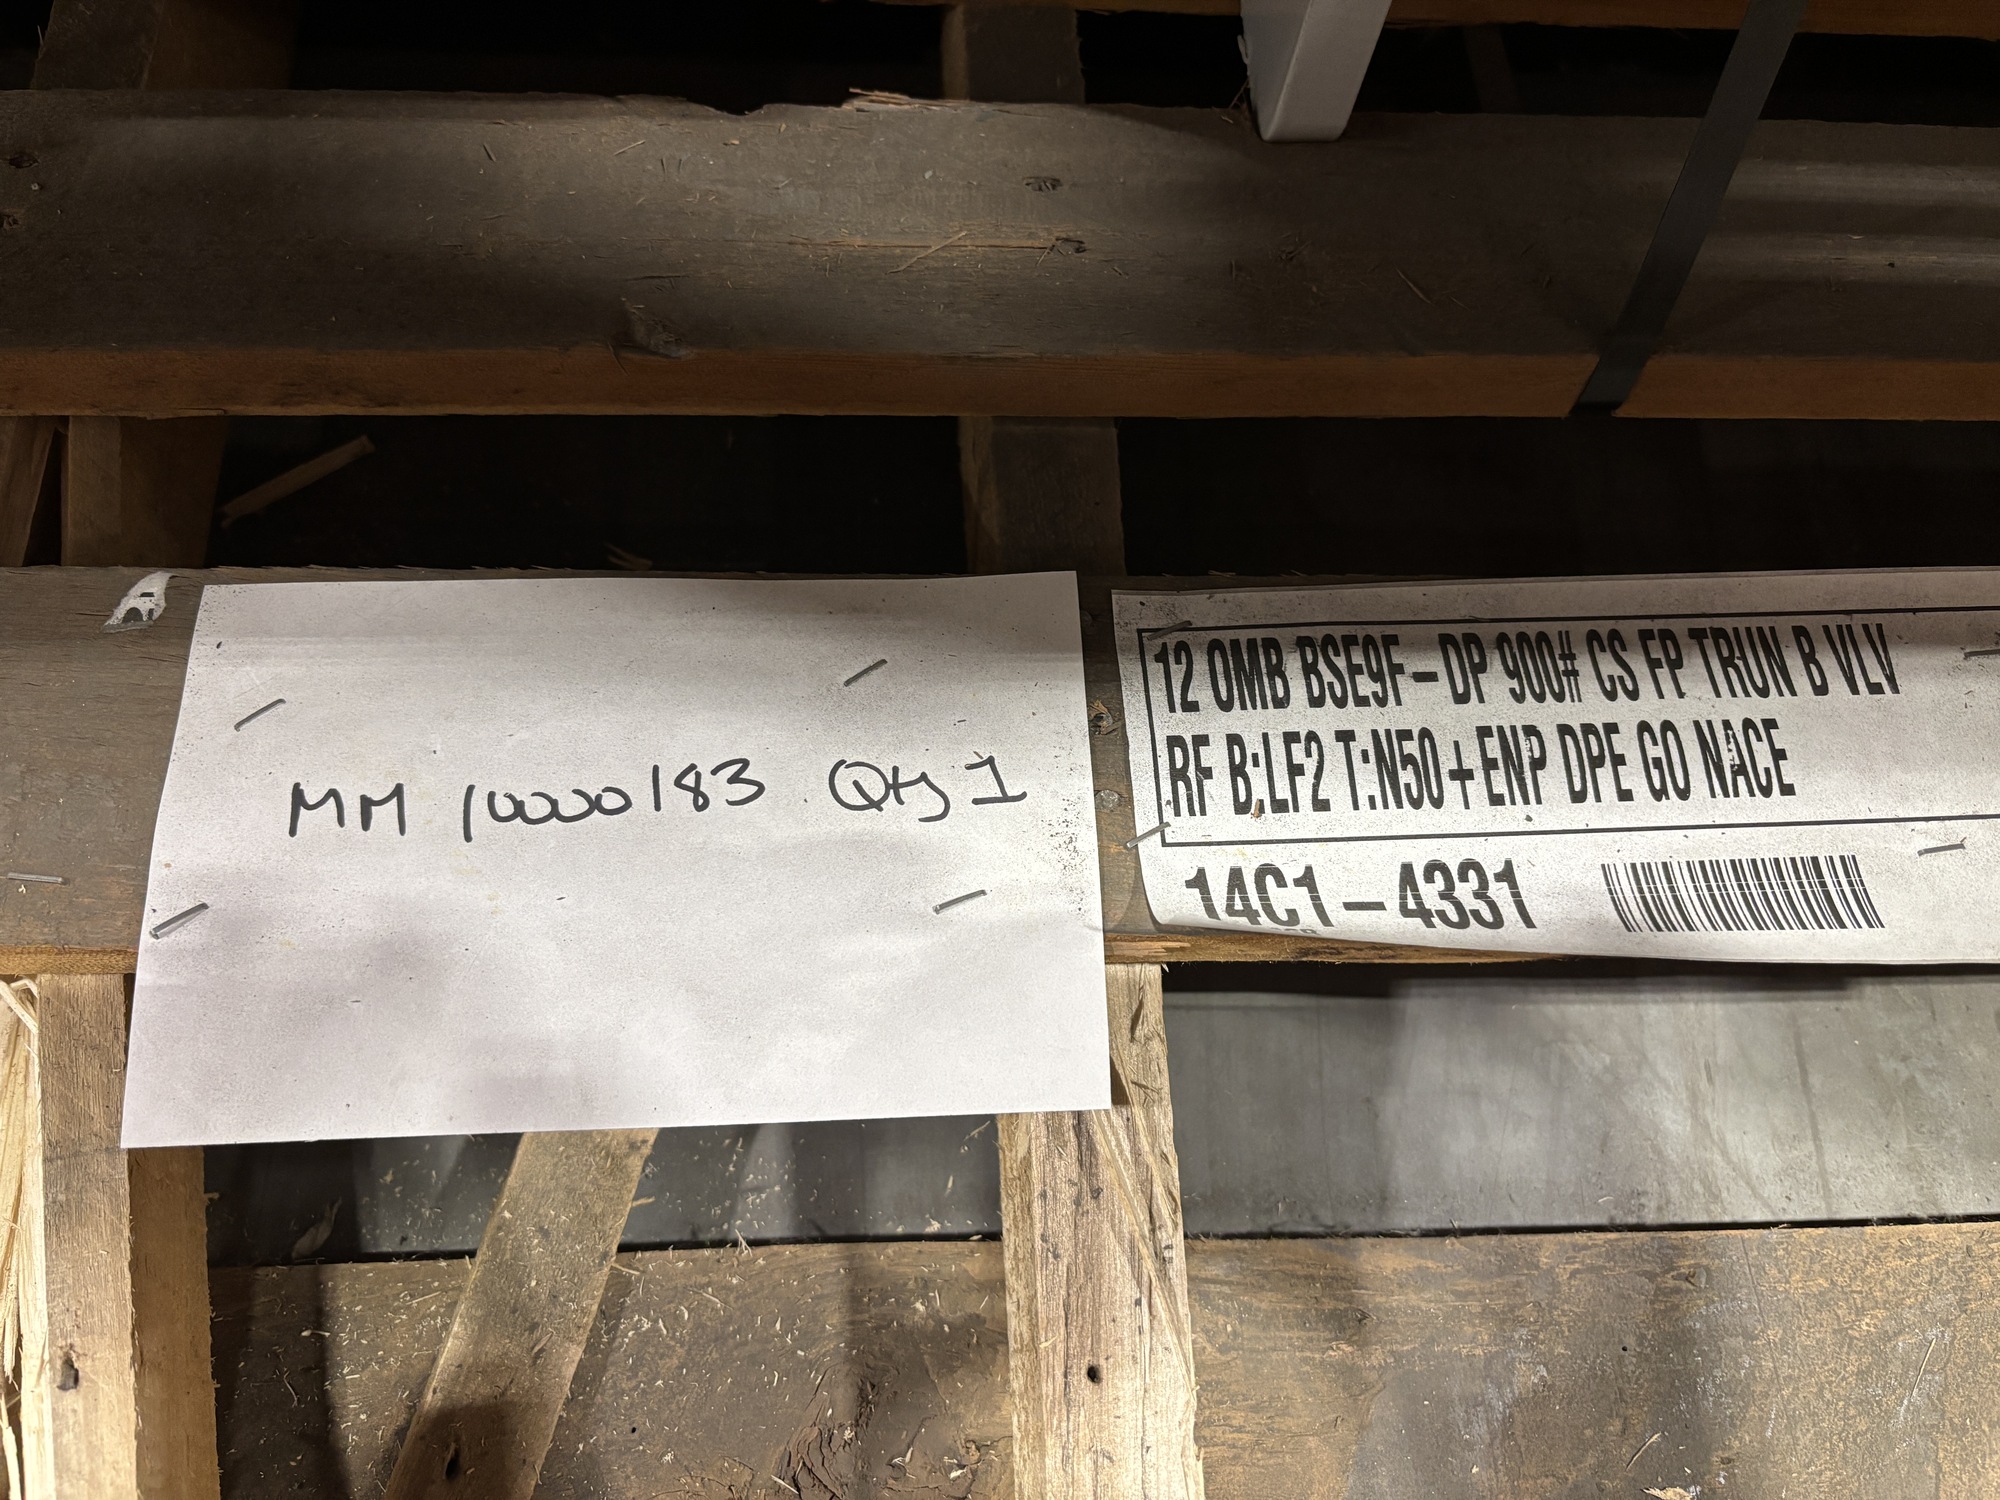 MM 10000183 Qty 1
12 OMB BSE9F-DP 900# CS FP TRUN B VLV
RF B:LF2 T:N50+ENP DPE GO NACE
14C1-4331